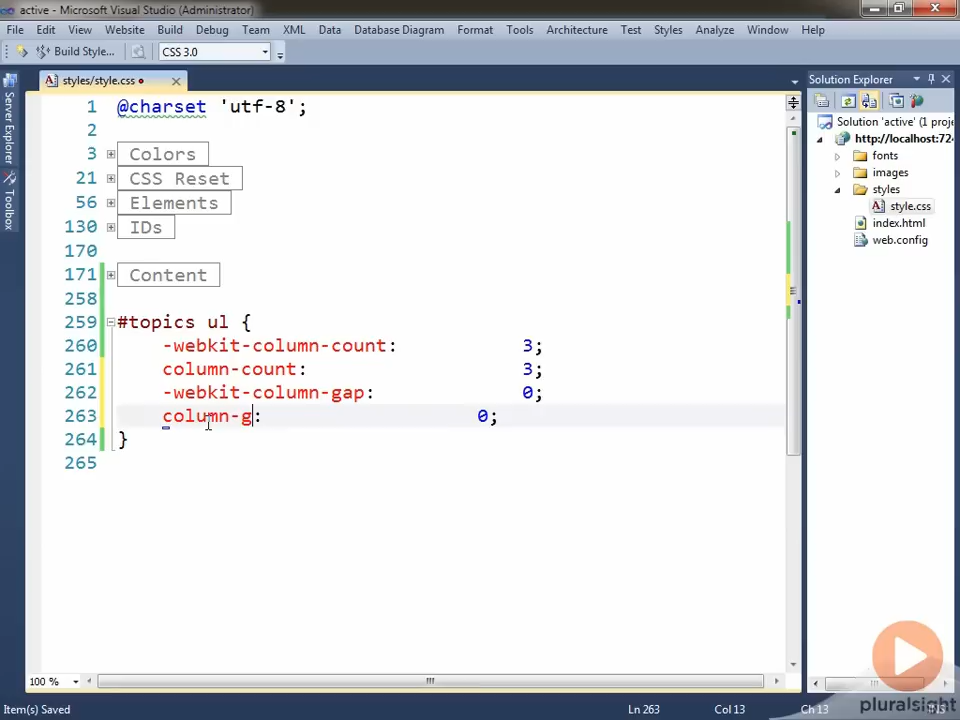 active - Microsoft Visual Studio (Administrator)
File Edit View Website Build Debug Team XML Data Database Diagram Format Tools Architecture Test Styles Analyze Window Help
Build Style... CSS 3.0
styles/style.css
Solution Explorer
Server Explorer
Toolbox
1 @charset 'utf-8';
2
3 Colors
21 CSS Reset
56 Elements
130 IDs
170
171 Content
258
259 #topics ul {
260 -webkit-column-count: 3;
261 column-count: 3;
262 -webkit-column-gap: 0;
263 column-g: 0;
264 }
265
Solution 'active' (1 proje
http://localhost:724
fonts
images
styles
style.css
index.html
web.config
100 %
pluralsight
Item(s) Saved Ln 263 Col 13 Ch 13 INS